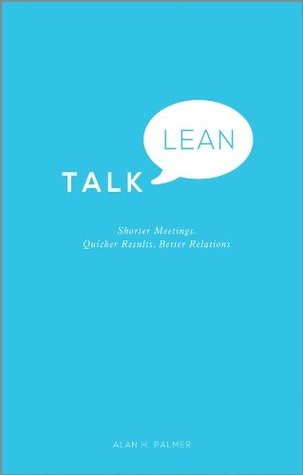 LEAN
TALK
Shorter Meetings.
Quicker Results. Better Relations
ALAN H. PALMER